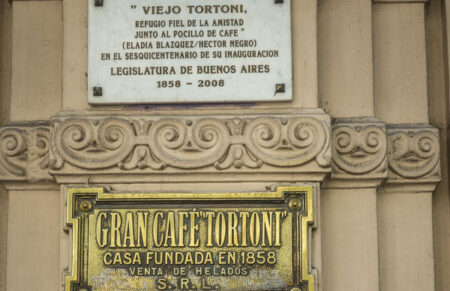 " VIEJO TORTONI,
REFUGIO FIEL DE LA AMISTAD
JUNTO AL POCILLO DE CAFE "
(ELADIA BLAZQUEZ/HECTOR NEGRO)
EN EL SESQUICENTENARIO DE SU INAUGURACION
LEGISLATURA DE BUENOS AIRES
1858 - 2008
GRAN CAFÉ "TORTONI"
CASA FUNDADA EN 1858
VENTA DE HELADOS
S. R. L.